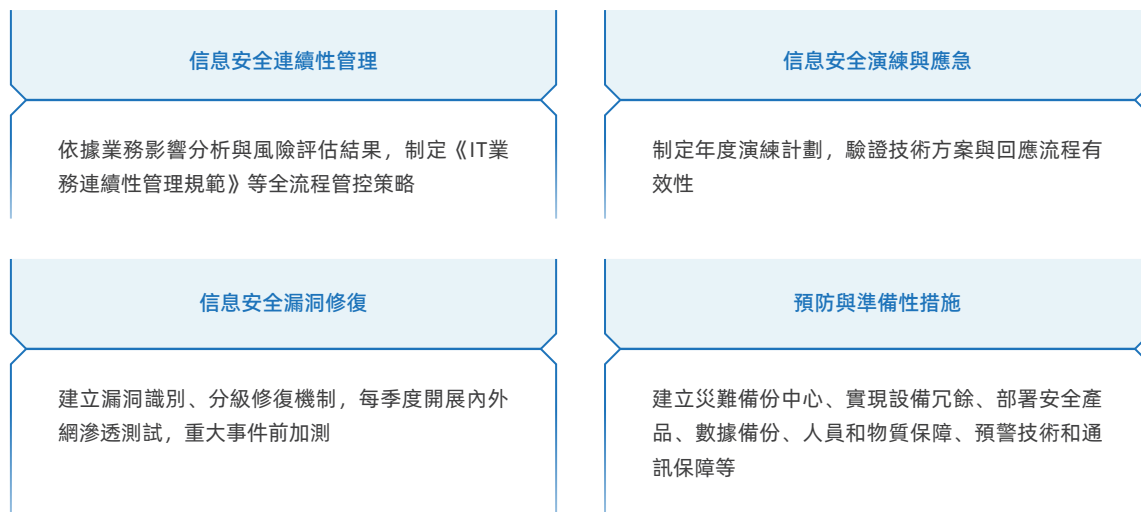 信息安全連續性管理
依據業務影響分析與風險評估結果，制定《IT業
務連續性管理規範》等全流程管控策略
信息安全演練與應急
制定年度演練計劃，驗證技術方案與回應流程有
效性
信息安全漏洞修復
建立漏洞識別、分級修復機制，每季度開展內外
網滲透測試，重大事件前加測
預防與準備性措施
建立災難備份中心、實現設備冗餘、部署安全產
品、數據備份、人員和物質保障、預警技術和通
訊保障等